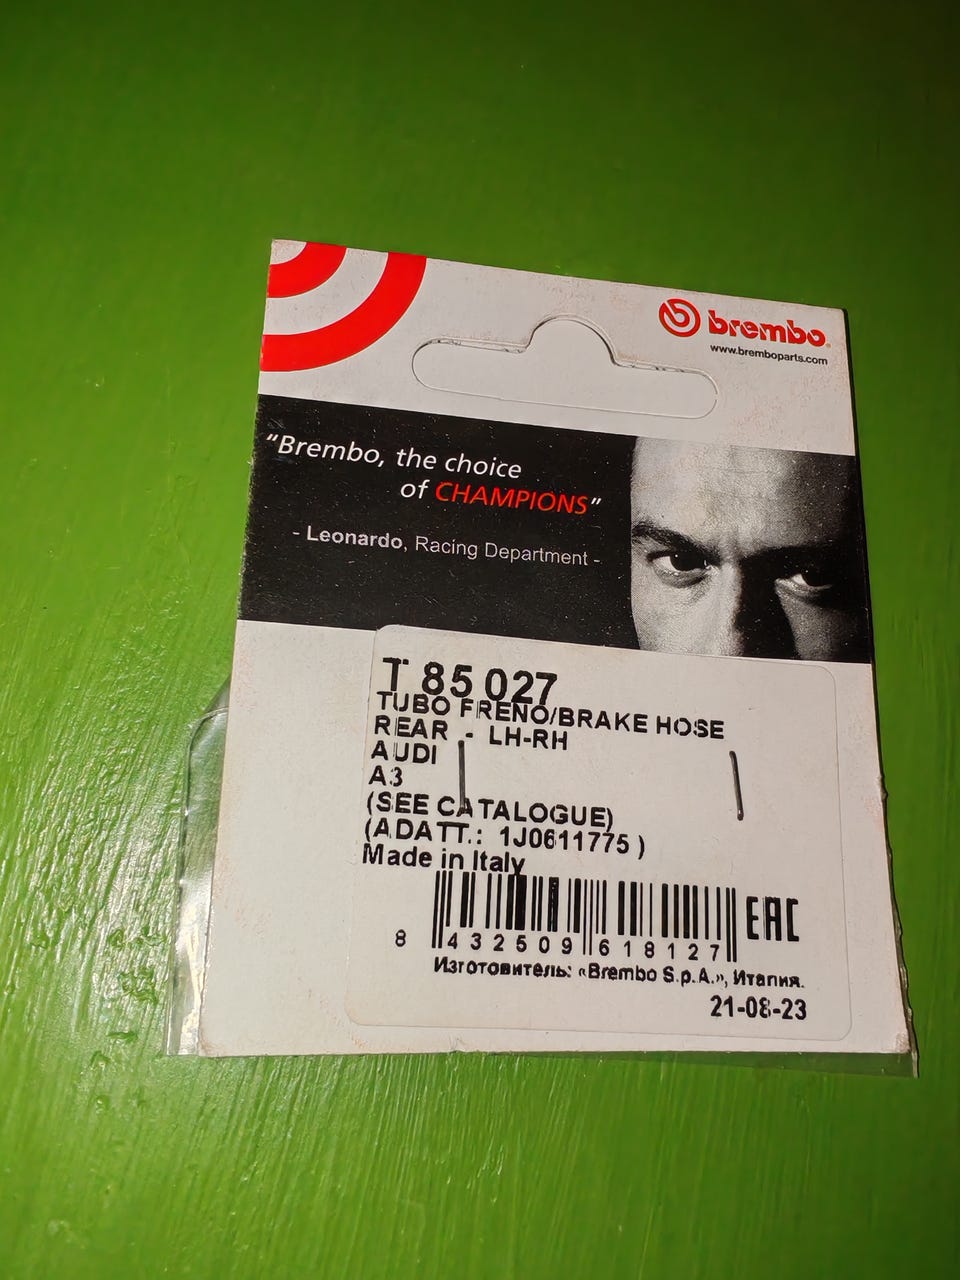 brembo
www.bremboparts.com
"Brembo, the choice
of CHAMPIONS"
- Leonardo, Racing Department -
T 85 027
TUBO FRENO/BRAKE HOSE
REAR - LH-RH
AUDI
A3
(SEE CATALOGUE)
(ADATT.: 1J0611775 )
Made in Italy
EAC
8 432509 618127
Изготовитель: «Brembo S.p.A.», Италия.
21-08-23